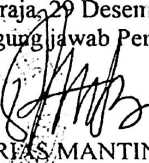 raja, 29 Desem
gung jawab Pen
RIAS MANTIN